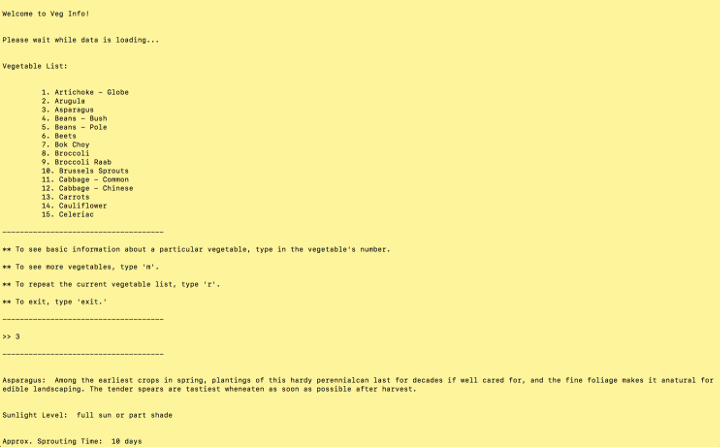 Welcome to Veg Info!
Please wait while data is loading...
Vegetable List:
1. Artichoke - Globe
2. Arugula
3. Asparagus
4. Beans - Bush
5. Beans - Pole
6. Beets
7. Bok Choy
8. Broccoli
9. Broccoli Raab
10. Brussels Sprouts
11. Cabbage - Common
12. Cabbage - Chinese
13. Carrots
14. Cauliflower
15. Celeriac
-------------------------------------
** To see basic information about a particular vegetable, type in the vegetable's number.
** To see more vegetables, type 'm'.
** To repeat the current vegetable list, type 'r'.
** To exit, type 'exit.'
-------------------------------------
>> 3
-------------------------------------
Asparagus:  Among the earliest crops in spring, plantings of this hardy perennialcan last for decades if well cared for, and the fine foliage makes it anatural for
edible landscaping. The tender spears are tastiest wheneaten as soon as possible after harvest.
Sunlight Level:  full sun or part shade
Approx. Sprouting Time:  10 days